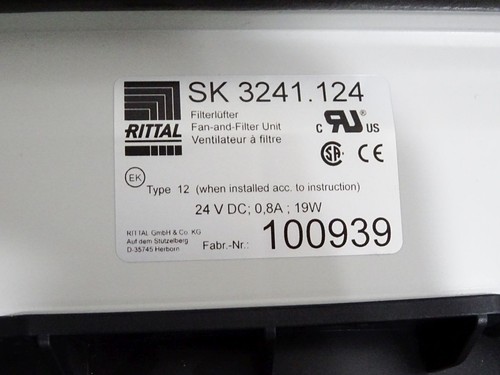 SK 3241.124
RITTAL
Filterlüfter
Fan-and-Filter Unit
Ventilateur à filtre
c RU US
SA CE
EK
Type 12 (when installed acc. to instruction)
24 V DC; 0,8A ; 19W
RITTAL GmbH & Co. KG
Auf dem Stützelberg
D-35745 Herborn
Fabr.-Nr.: 100939